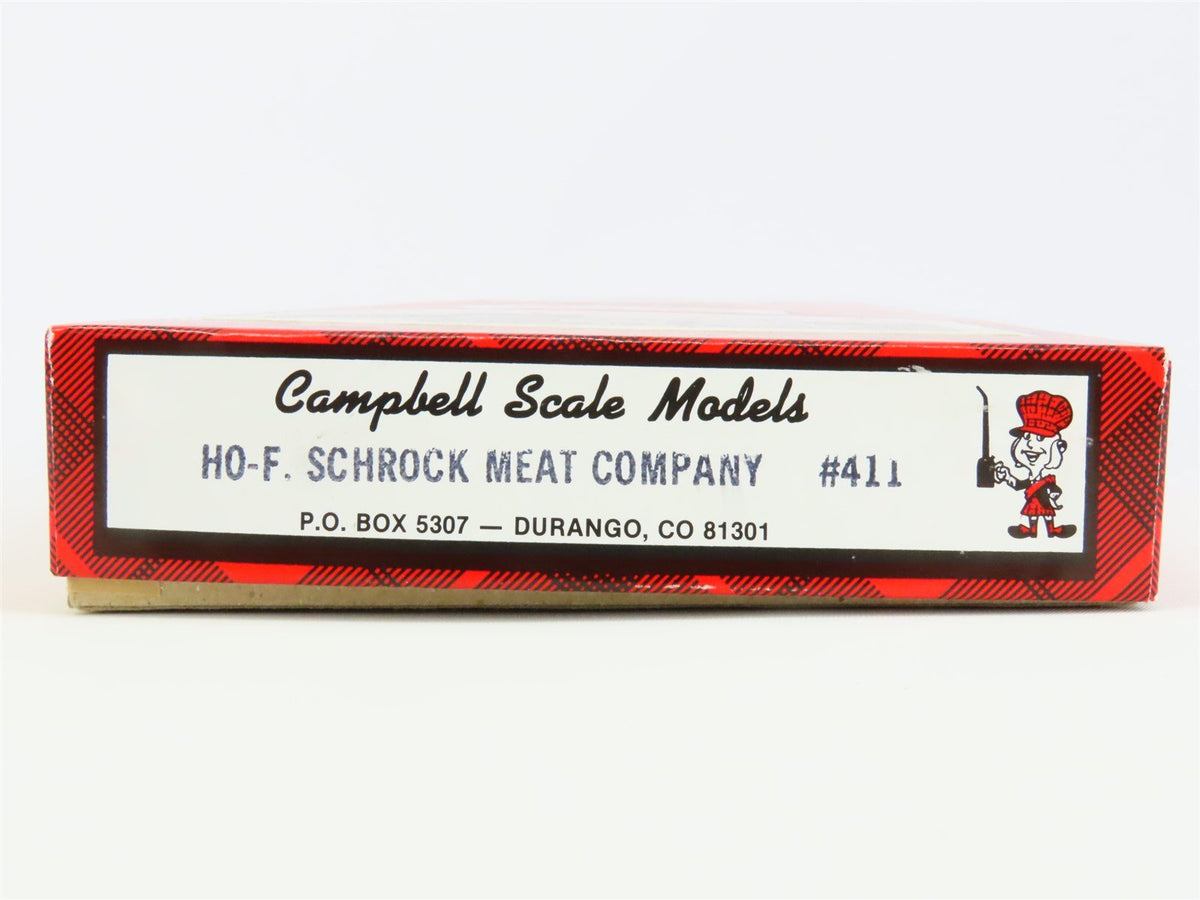 Campbell Scale Models
HO-F. SCHROCK MEAT COMPANY #411
P.O. BOX 5307 — DURANGO, CO 81301